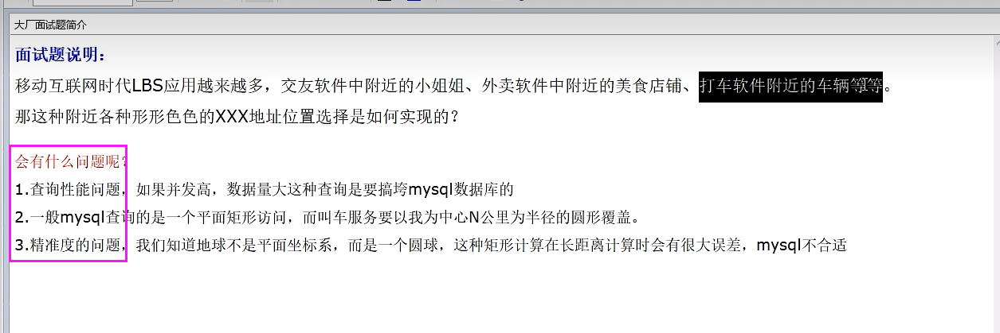 大厂面试题简介
面试题说明：
移动互联网时代LBS应用越来越多，交友软件中附近的小姐姐、外卖软件中附近的美食店铺、打车软件附近的车辆等等。
那这种附近各种形形色色的XXX地址位置选择是如何实现的？
会有什么问题呢？
1.查询性能问题，如果并发高，数据量大这种查询是要搞垮mysql数据库的
2.一般mysql查询的是一个平面矩形访问，而叫车服务要以我为中心N公里为半径的圆形覆盖。
3.精准度的问题，我们知道地球不是平面坐标系，而是一个圆球，这种矩形计算在长距离计算时会有很大误差，mysql不合适